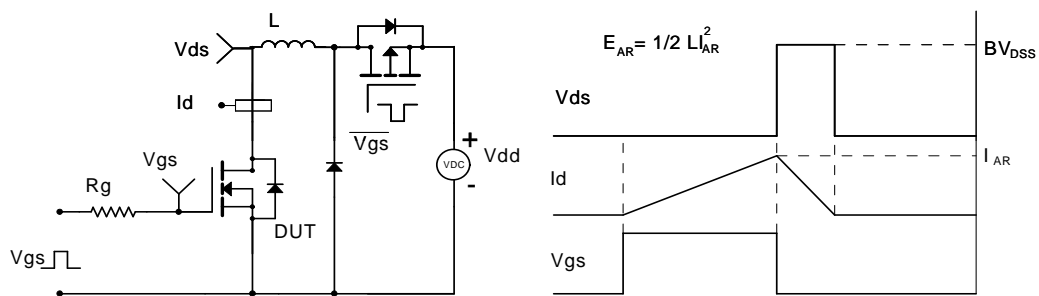 L
Vds
Id
Vgs
Rg
DUT
Vgs
Vgs
+
VDC
-
Vdd
E_AR= 1/2 LI²_AR
Vds
BV_DSS
Id
I_AR
Vgs